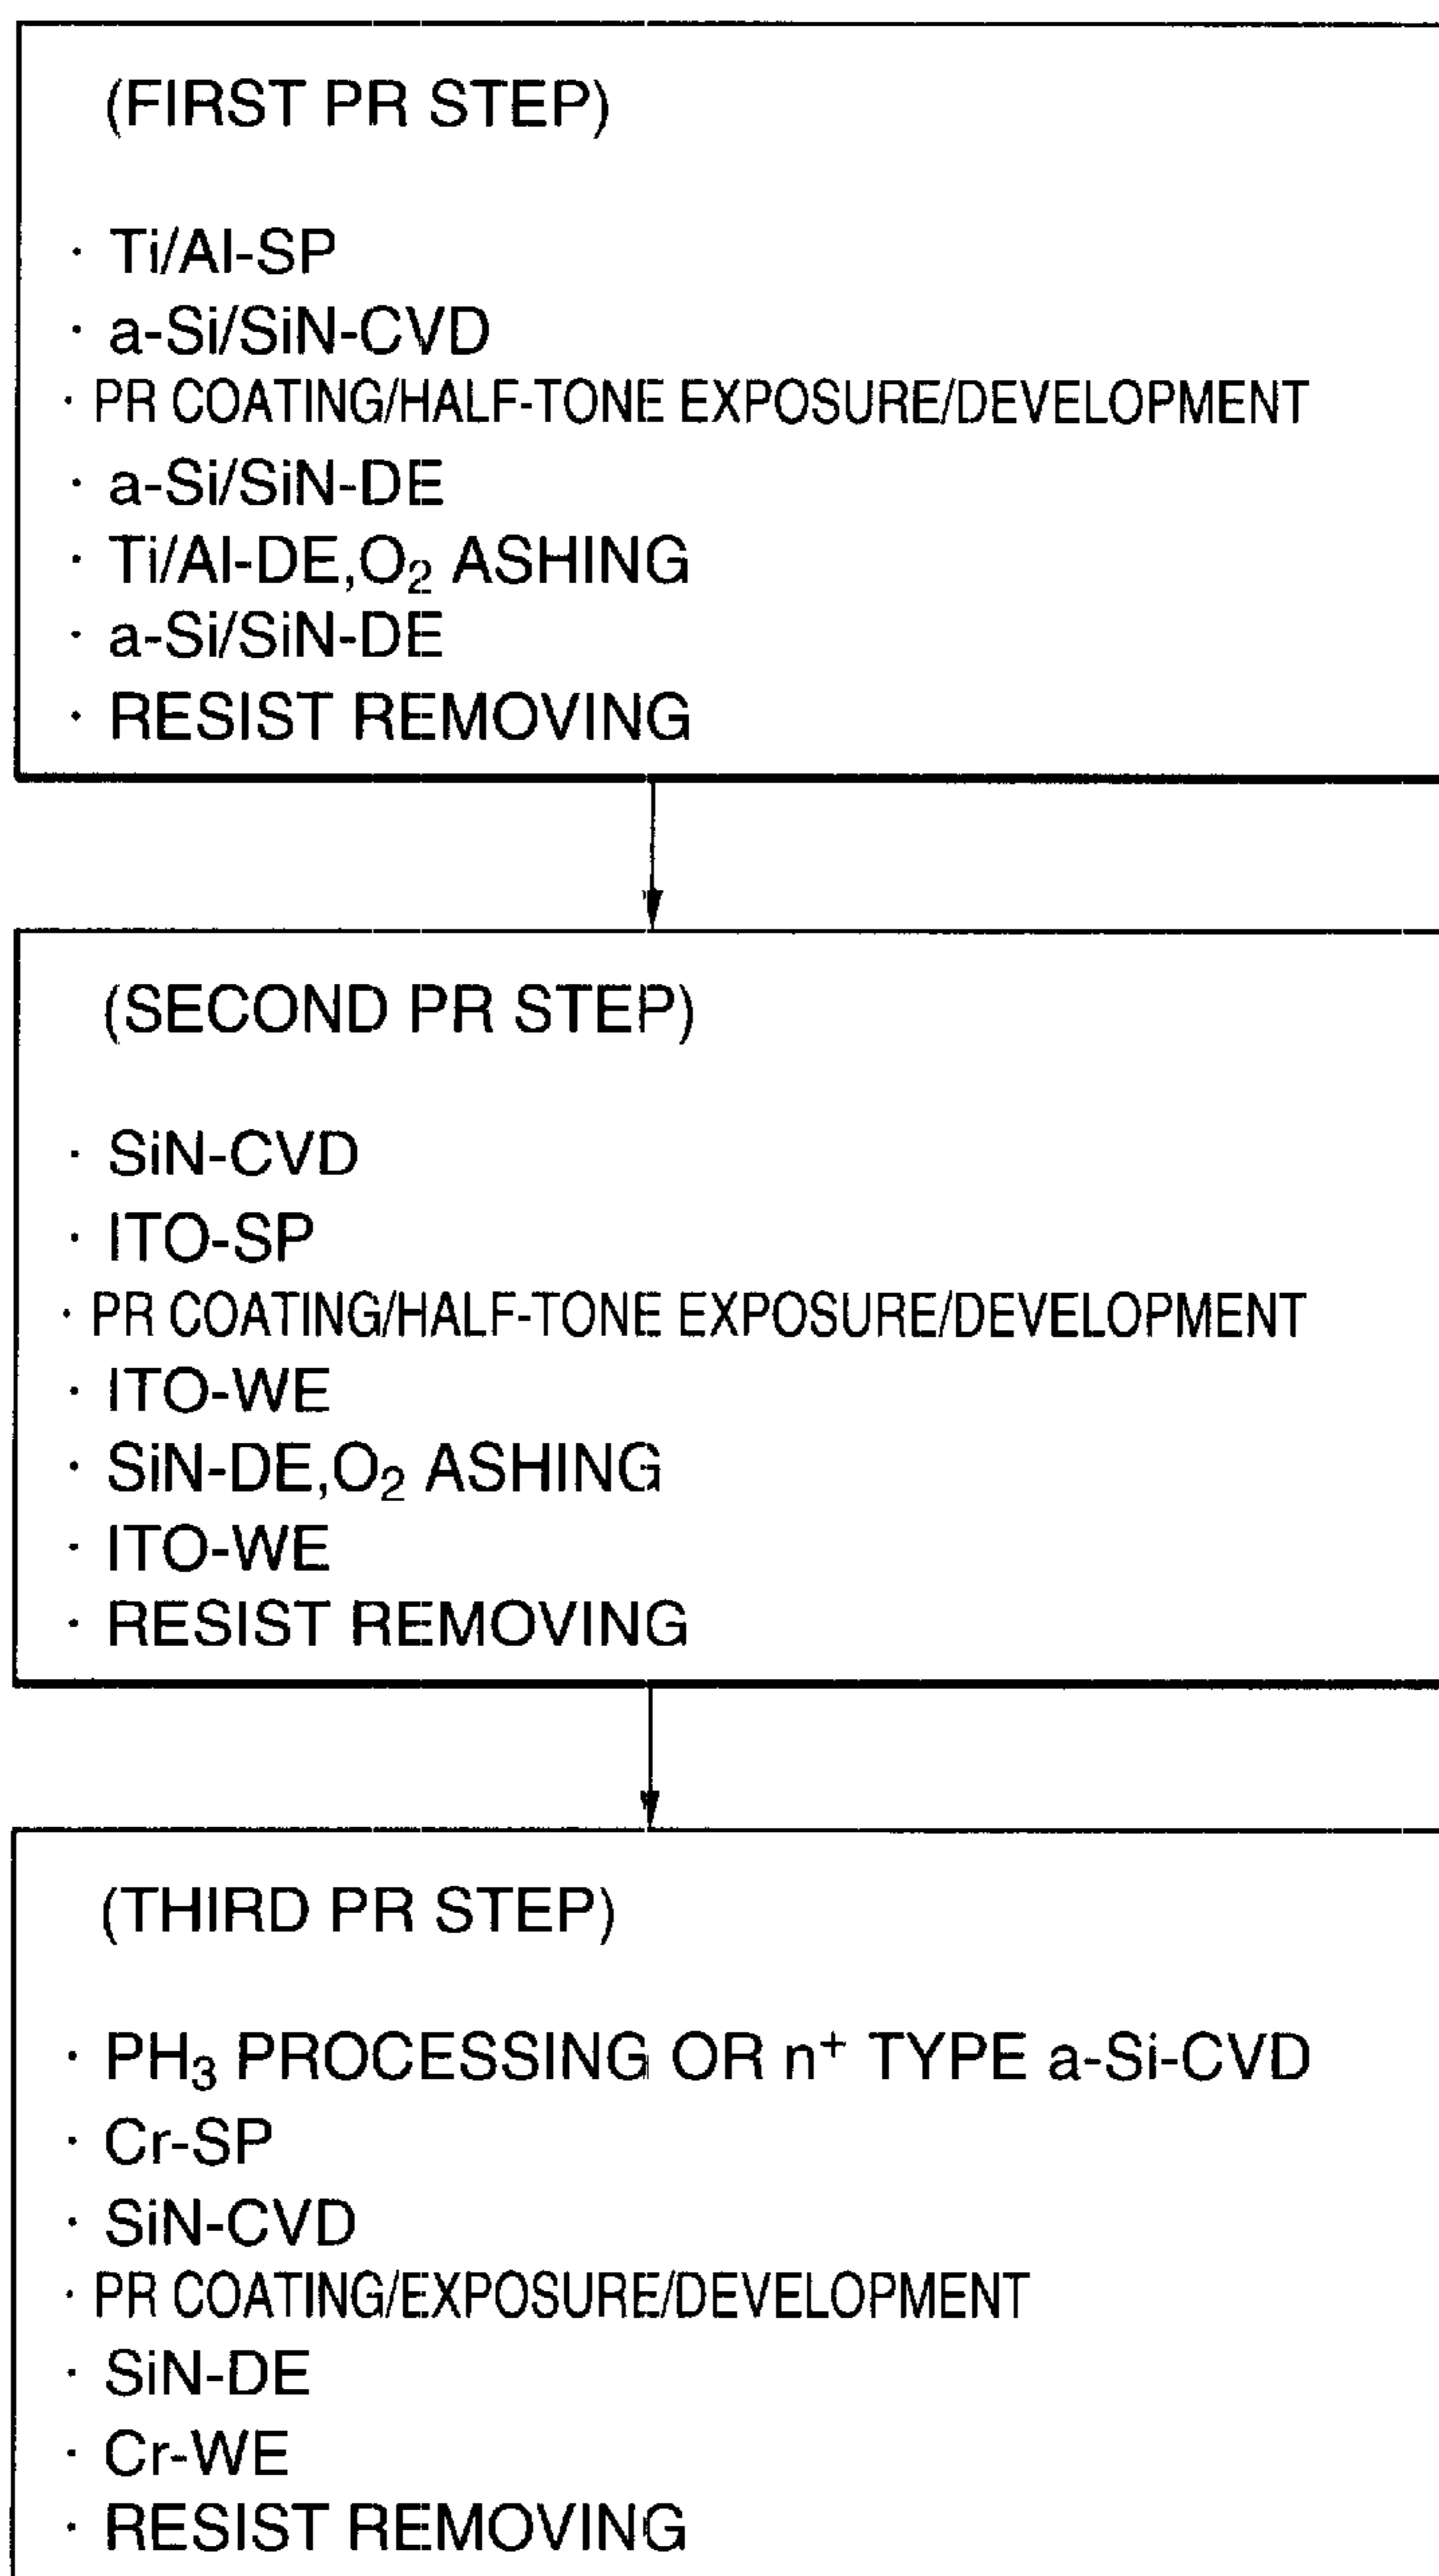 (FIRST PR STEP)
· Ti/Al-SP
· a-Si/SiN-CVD
· PR COATING/HALF-TONE EXPOSURE/DEVELOPMENT
· a-Si/SiN-DE
· Ti/Al-DE,O₂ ASHING
· a-Si/SiN-DE
· RESIST REMOVING
(SECOND PR STEP)
· SiN-CVD
· ITO-SP
· PR COATING/HALF-TONE EXPOSURE/DEVELOPMENT
· ITO-WE
· SiN-DE,O₂ ASHING
· ITO-WE
· RESIST REMOVING
(THIRD PR STEP)
· PH₃ PROCESSING OR n⁺ TYPE a-Si-CVD
· Cr-SP
· SiN-CVD
· PR COATING/EXPOSURE/DEVELOPMENT
· SiN-DE
· Cr-WE
· RESIST REMOVING